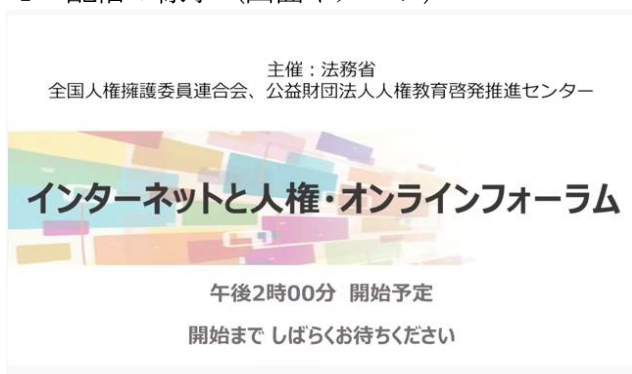 主催：法務省
全国人権擁護委員連合会、公益財団法人人権教育啓発推進センター
インターネットと人権・オンラインフォーラム
午後2時00分 開始予定
開始まで しばらくお待ちください